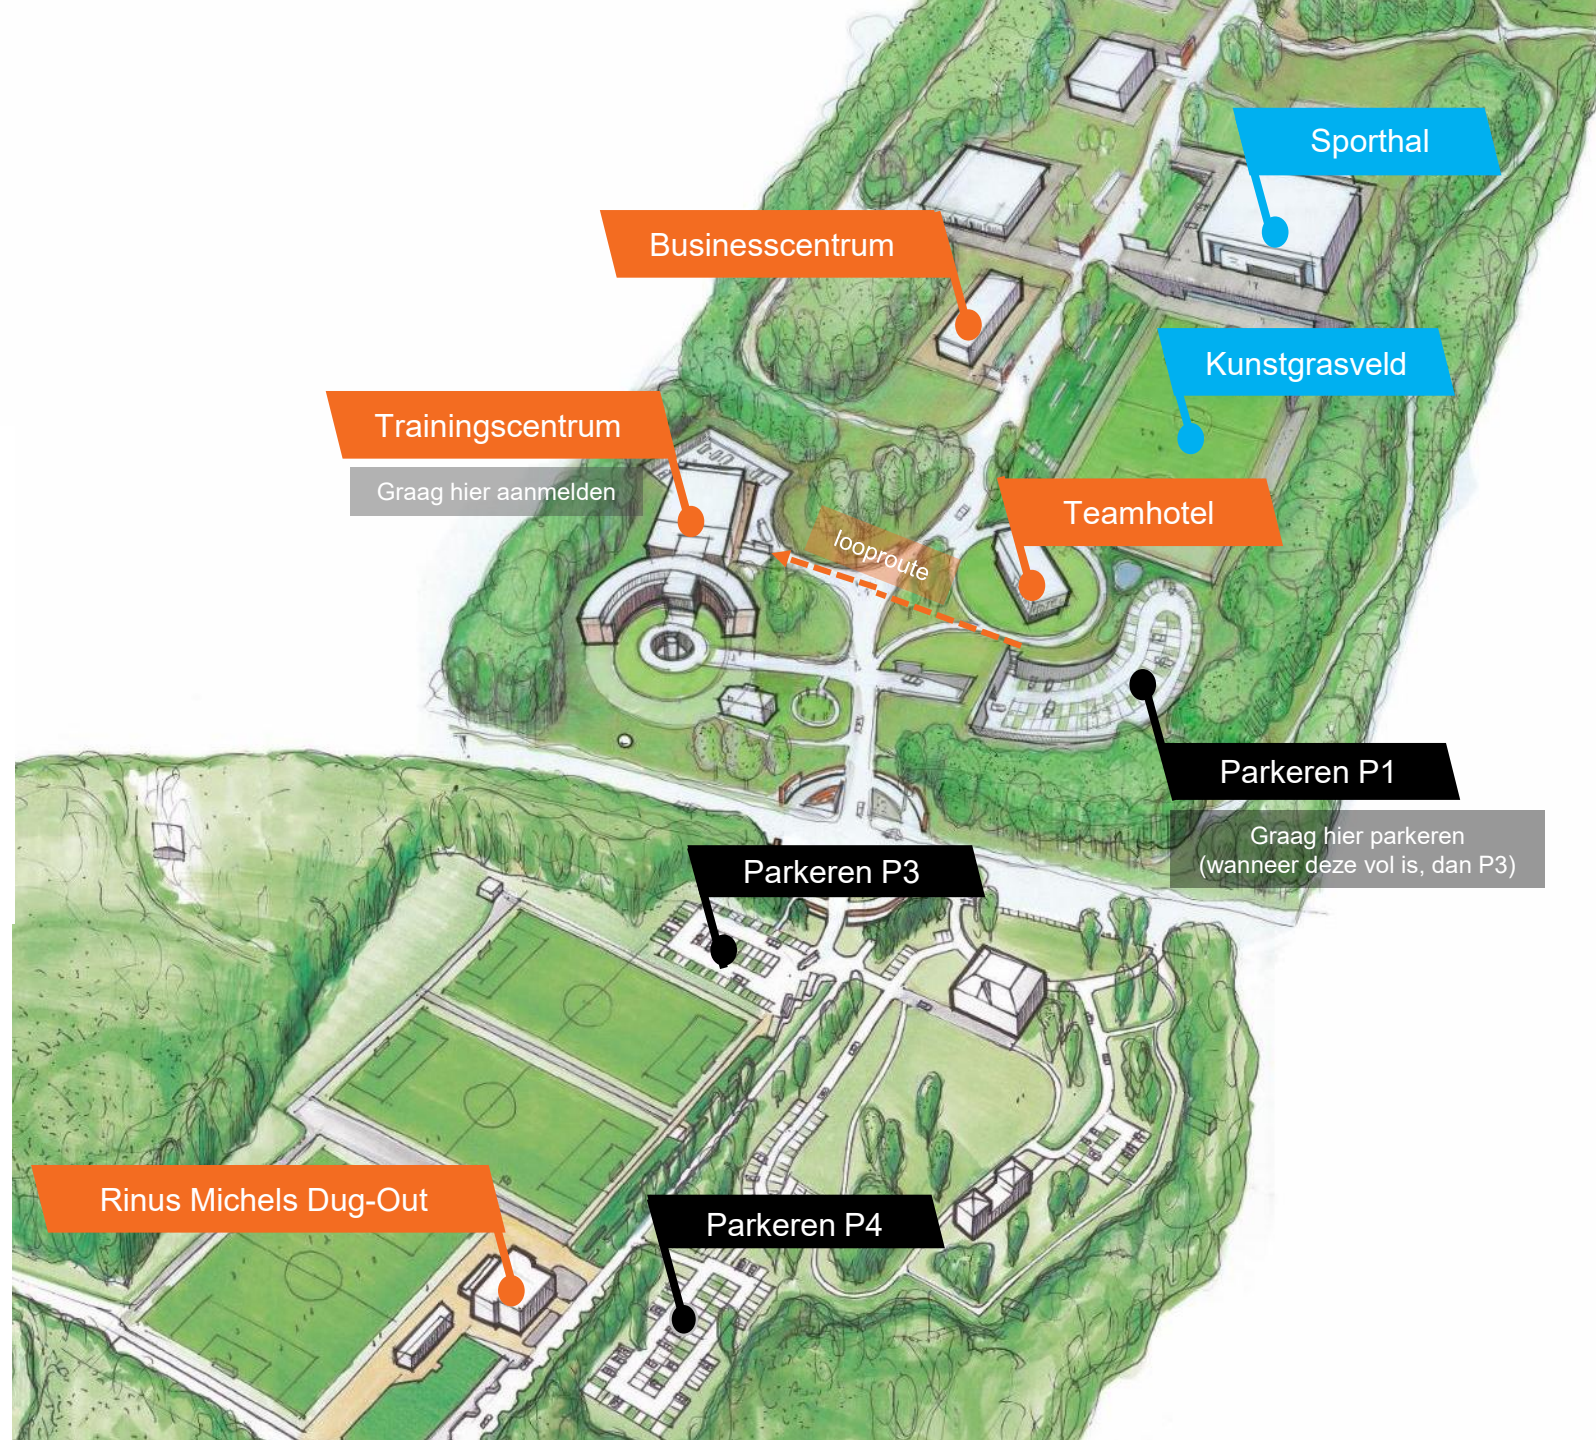 Sporthal
Businesscentrum
Kunstgrasveld
Trainingscentrum
Graag hier aanmelden
Teamhotel
looproute
Parkeren P1
Graag hier parkeren
(wanneer deze vol is, dan P3)
Parkeren P3
Rinus Michels Dug-Out
Parkeren P4